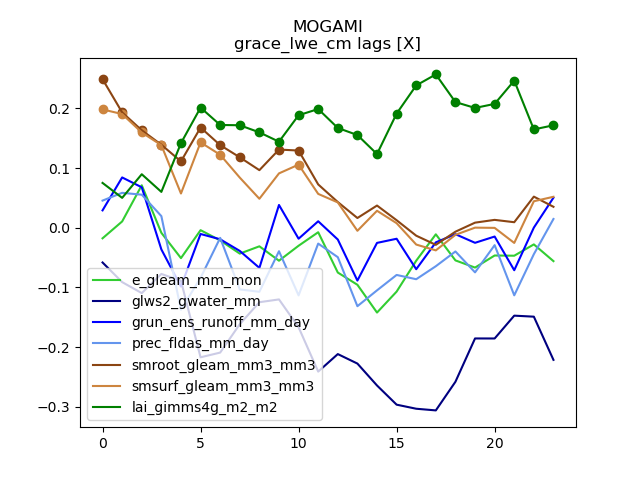 MOGAMI
grace_lwe_cm lags [X]
0.2
0.1
0.0
−0.1
−0.2
−0.3
e_gleam_mm_mon
glws2_gwater_mm
grun_ens_runoff_mm_day
prec_fldas_mm_day
smroot_gleam_mm3_mm3
smsurf_gleam_mm3_mm3
lai_gimms4g_m2_m2
0 5 10 15 20